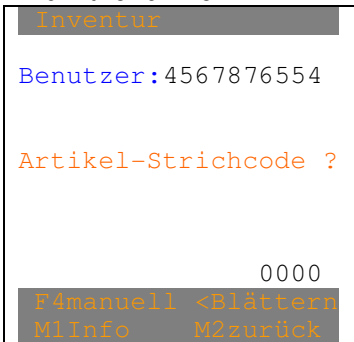 Inventur
Benutzer:4567876554
Artikel-Strichcode ?
0000
F4manuell <Blättern
M1Info M2zurück